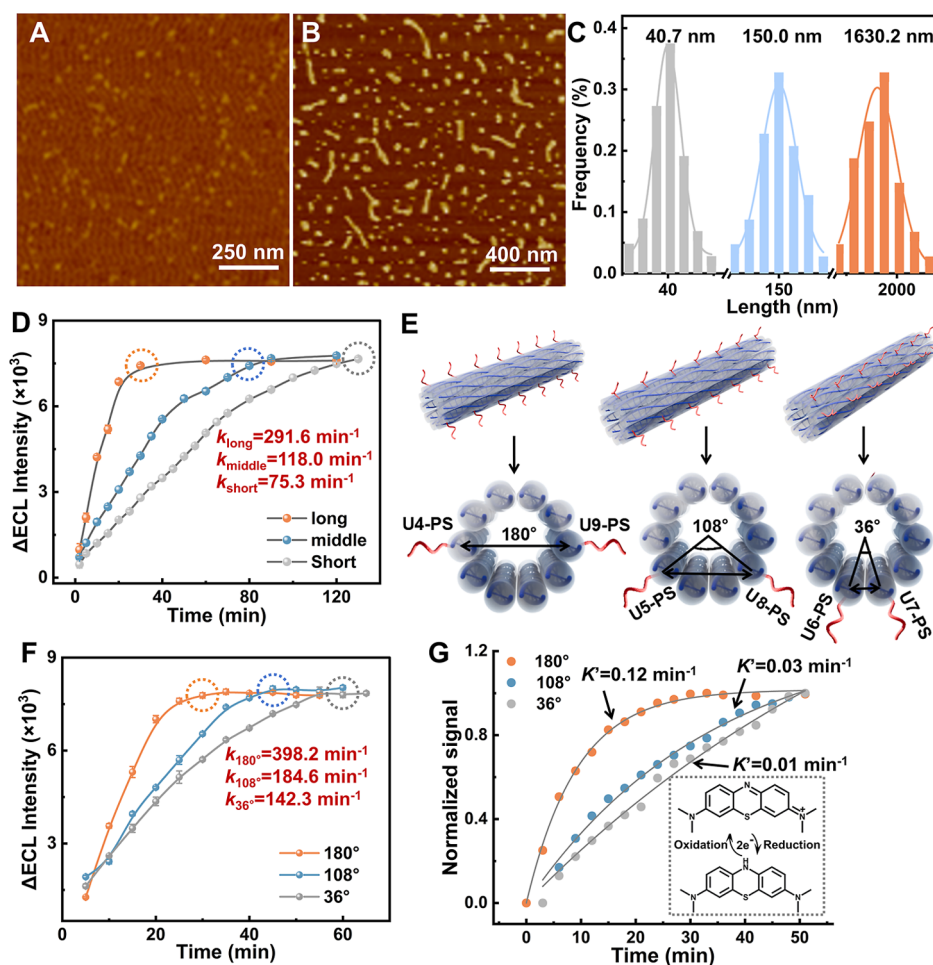 A
250 nm
B
400 nm
C
40.7 nm
150.0 nm
1630.2 nm
Frequency (%)
0.4
0.3
0.2
0.1
0.0
40
150
2000
Length (nm)
D
ΔECL Intensity (×10³)
9
6
3
0
k_long=291.6 min⁻¹
k_middle=118.0 min⁻¹
k_short=75.3 min⁻¹
long
middle
Short
0
40
80
120
Time (min)
E
U4-PS
180°
U9-PS
108°
U5-PS
U8-PS
36°
U6-PS
U7-PS
F
ΔECL Intensity (×10³)
9
6
3
0
k_180°=398.2 min⁻¹
k_108°=184.6 min⁻¹
k_36°=142.3 min⁻¹
180°
108°
36°
0
20
40
60
Time (min)
G
Normalized signal
1.2
0.8
0.4
0.0
180°
108°
36°
K’=0.12 min⁻¹
K’=0.03 min⁻¹
K’=0.01 min⁻¹
N
N
S
N
+
Oxidation
2e⁻
Reduction
H
N
N
S
N
0
10
20
30
40
50
Time (min)